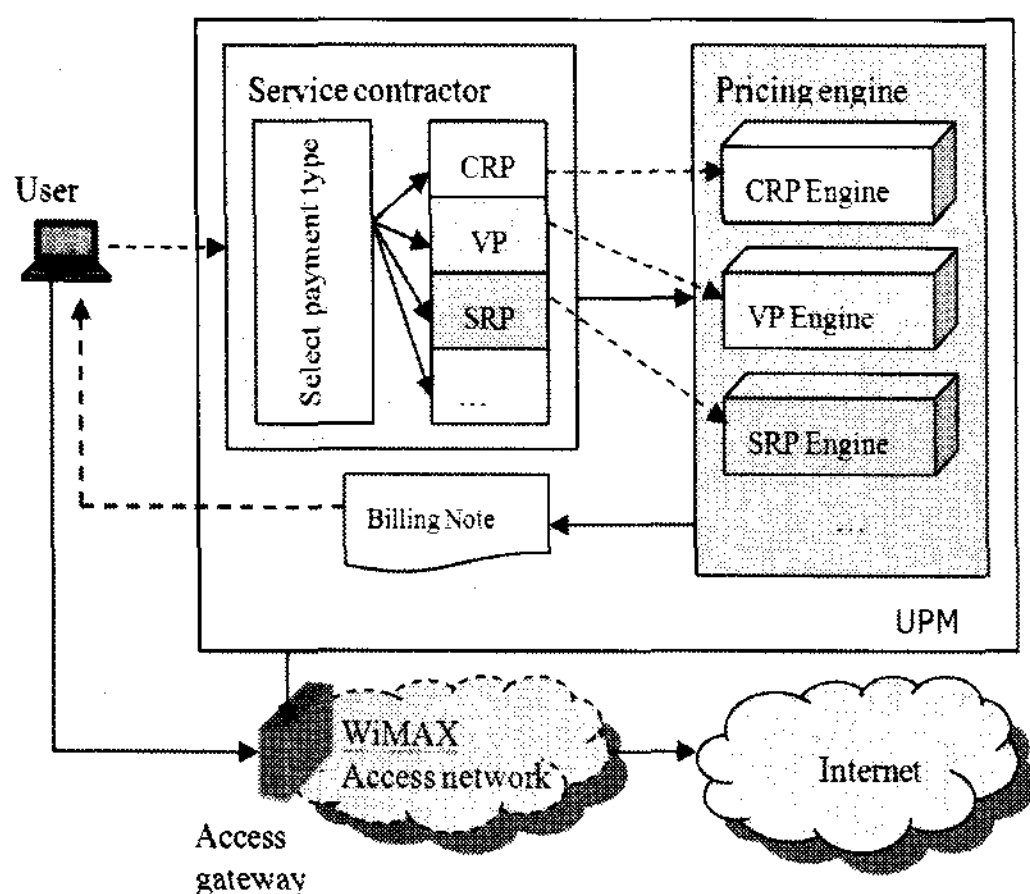 Service contractor
Pricing engine
User
Select payment type
CRP
VP
SRP
...
CRP Engine
VP Engine
SRP Engine
...
Billing Note
UPM
WiMAX
Access network
Internet
Access
gateway